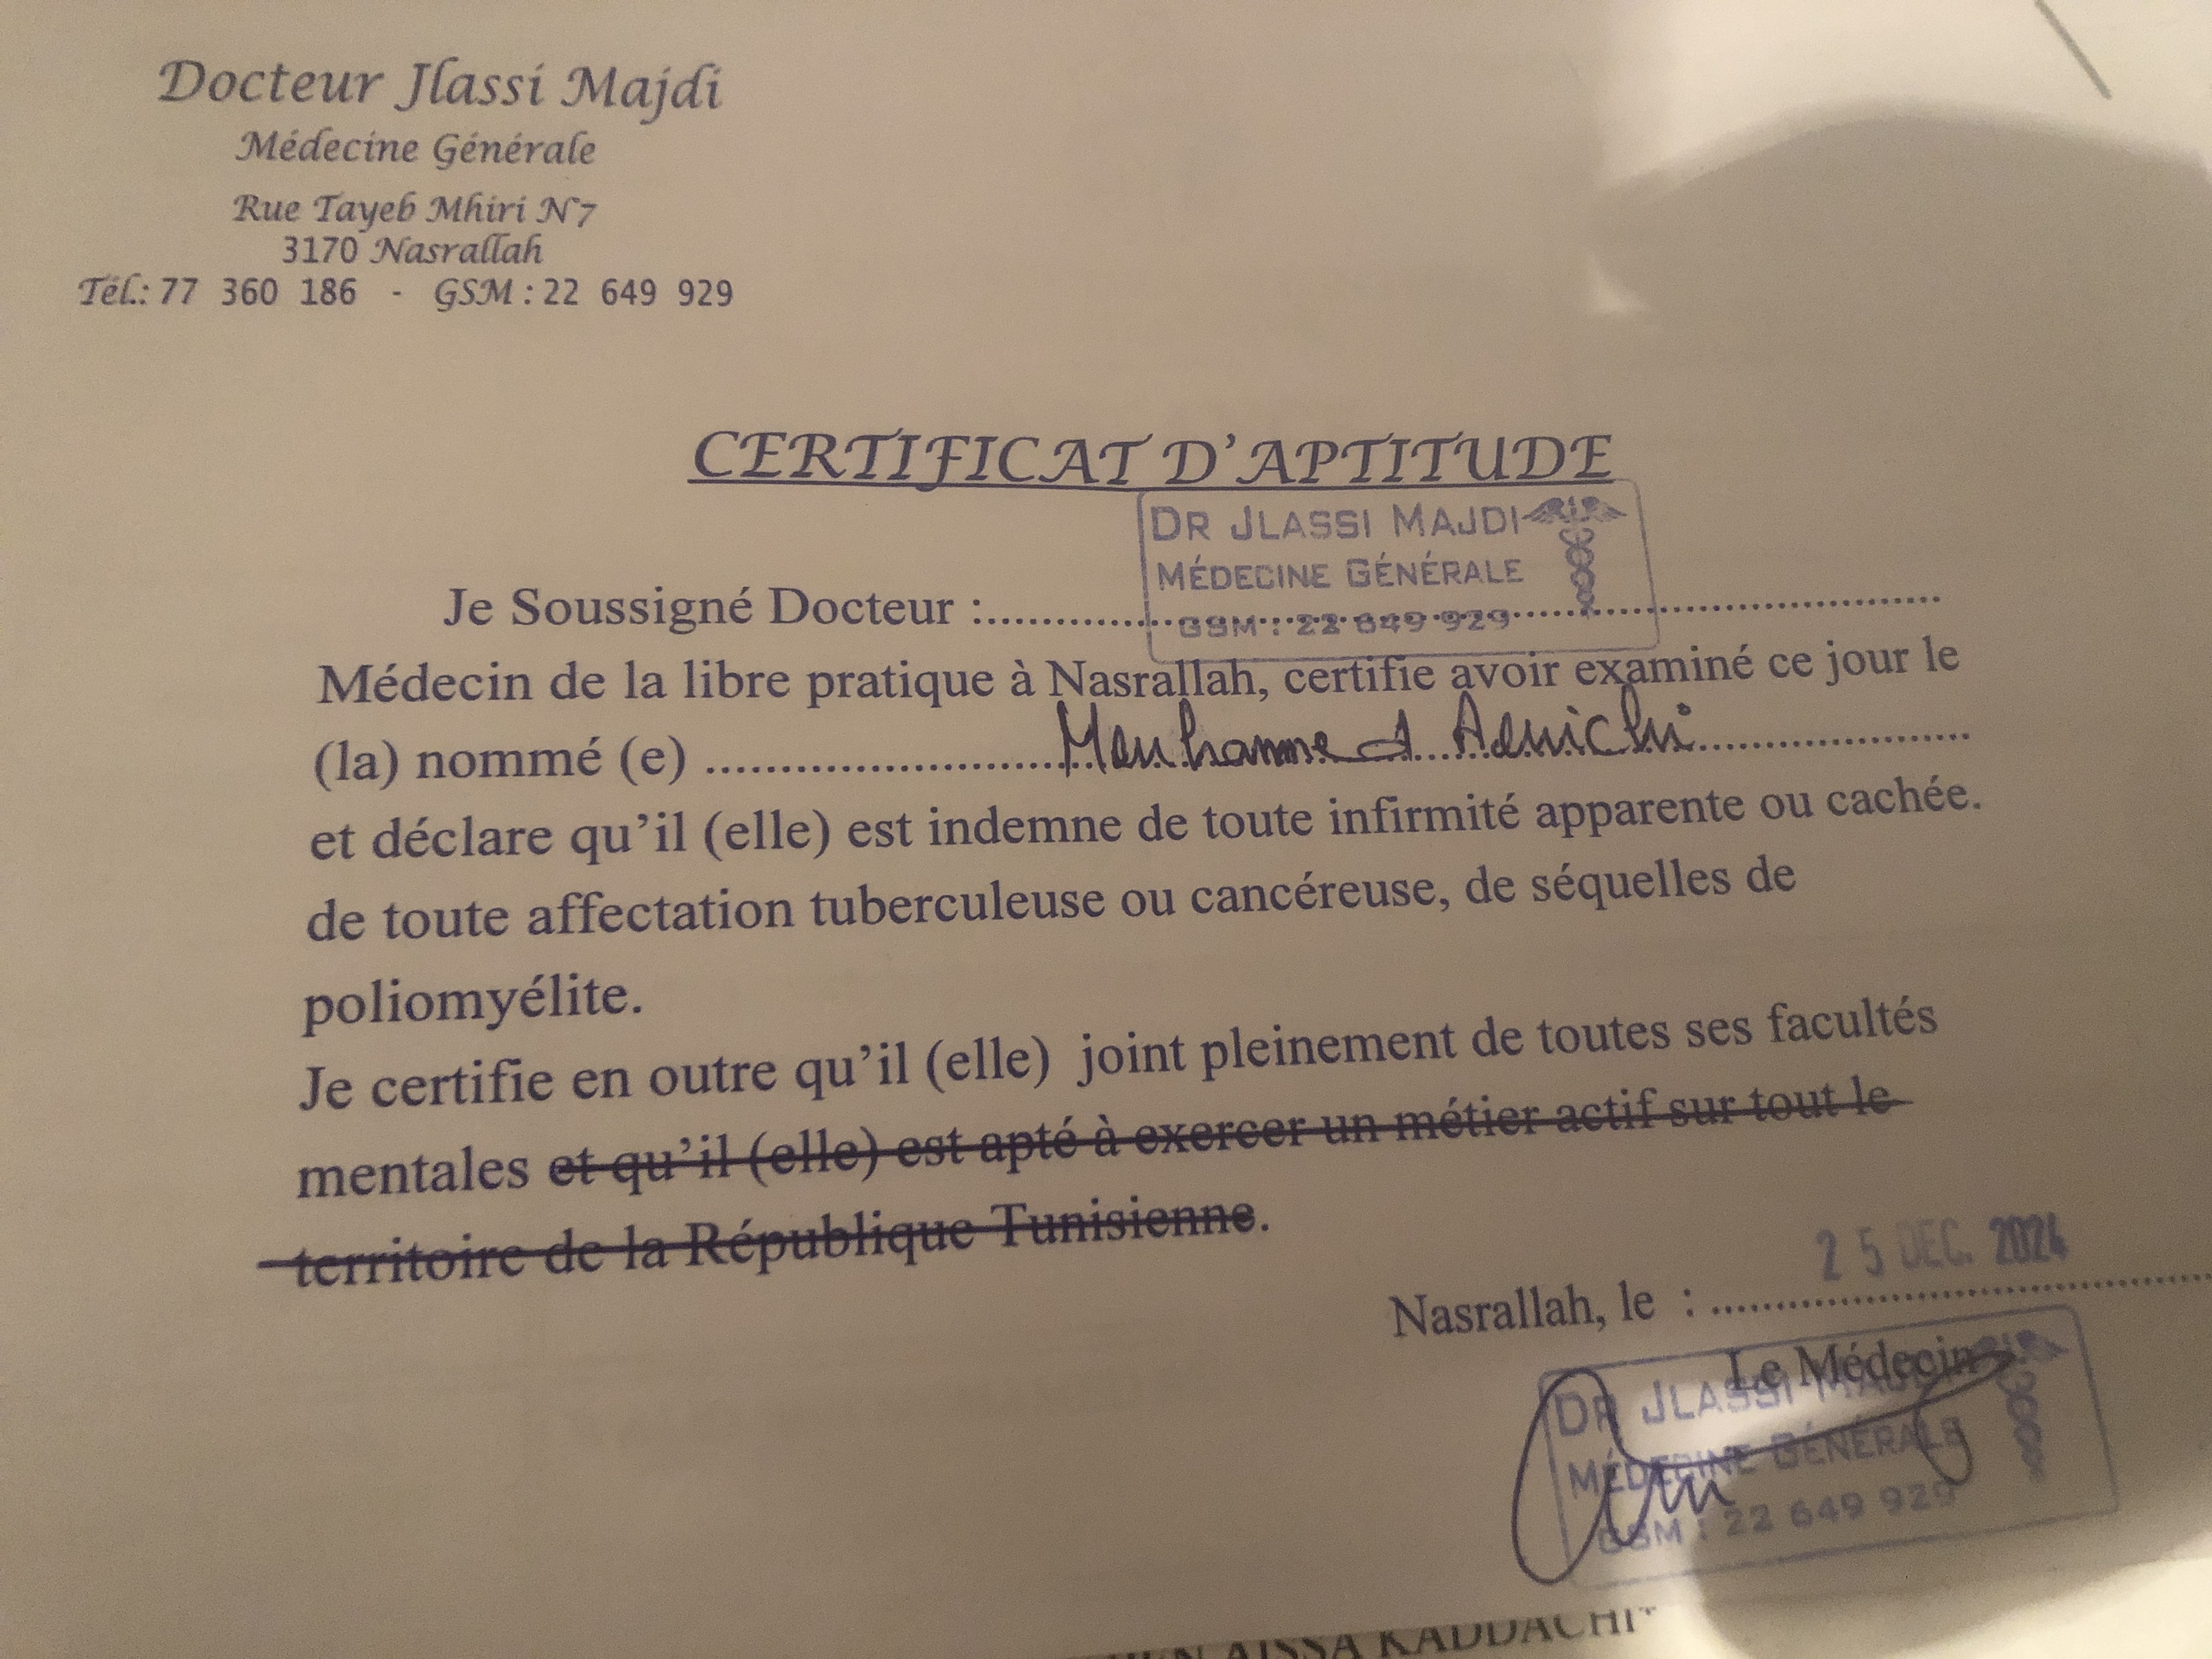 Docteur Jlassi Majdi
Médecine Générale
Rue Tayeb Mhiri N°7
3170 Nasrallah
Tél.: 77 360 186 - GSM : 22 649 929
CERTIFICAT D'APTITUDE
DR JLASSI MAJDI
MÉDECINE GÉNÉRALE
GSM : 22 649 929
Je Soussigné Docteur :
Médecin de la libre pratique à Nasrallah, certifie avoir examiné ce jour le
(la) nommé (e)
et déclare qu'il (elle) est indemne de toute infirmité apparente ou cachée.
de toute affectation tuberculeuse ou cancéreuse, de séquelles de
poliomyélite.
Je certifie en outre qu'il (elle) joint pleinement de toutes ses facultés
mentales et qu'il (elle) est apté à exercer un métier actif sur tout le
territoire de la République Tunisienne.
25 DEC. 2024
Nasrallah, le :
Le Médecin
DR JLASSI MAJDI
MÉDECINE GÉNÉRALE
GSM : 22 649 929
AISSA KADDACHI